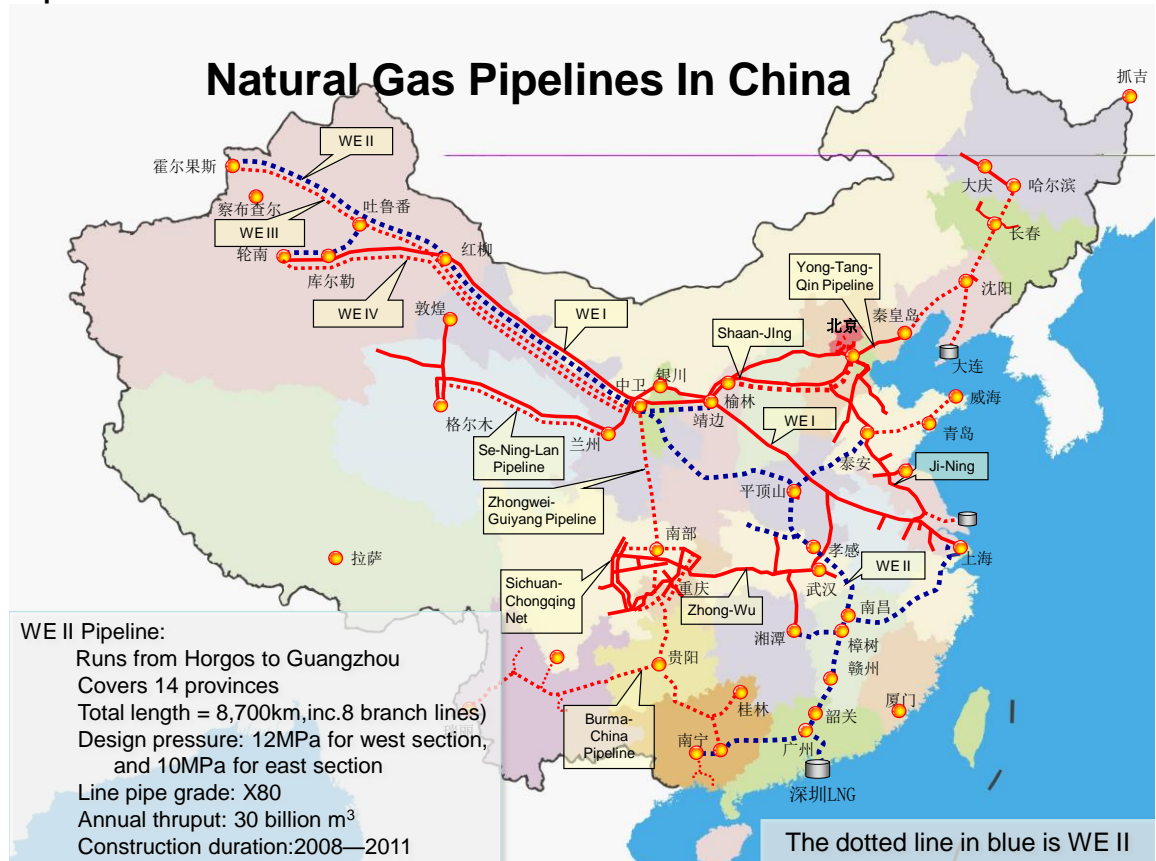 Natural Gas Pipelines In China
抓吉
WE II
霍尔果斯
大庆
哈尔滨
察布查尔
吐鲁番
WE III
长春
轮南
红柳
库尔勒
Yong-Tang-
Qin Pipeline
沈阳
WE IV
敦煌
WE I
Shaan-JIng
北京
秦皇岛
大连
中卫
银川
榆林
威海
格尔木
靖边
WE I
青岛
兰州
泰安
Se-Ning-Lan
Pipeline
Ji-Ning
平顶山
Zhongwei-
Guiyang Pipeline
南部
孝感
上海
拉萨
Sichuan-
Chongqing
Net
重庆
武汉
WE II
Zhong-Wu
南昌
湘潭
樟树
贵阳
赣州
桂林
厦门
韶关
Burma-
China
Pipeline
瑞丽
南宁
广州
深圳LNG
WE II Pipeline:
Runs from Horgos to Guangzhou
Covers 14 provinces
Total length = 8,700km,inc.8 branch lines)
Design pressure: 12MPa for west section,
and 10MPa for east section
Line pipe grade: X80
Annual thruput: 30 billion m³
Construction duration:2008—2011
The dotted line in blue is WE II